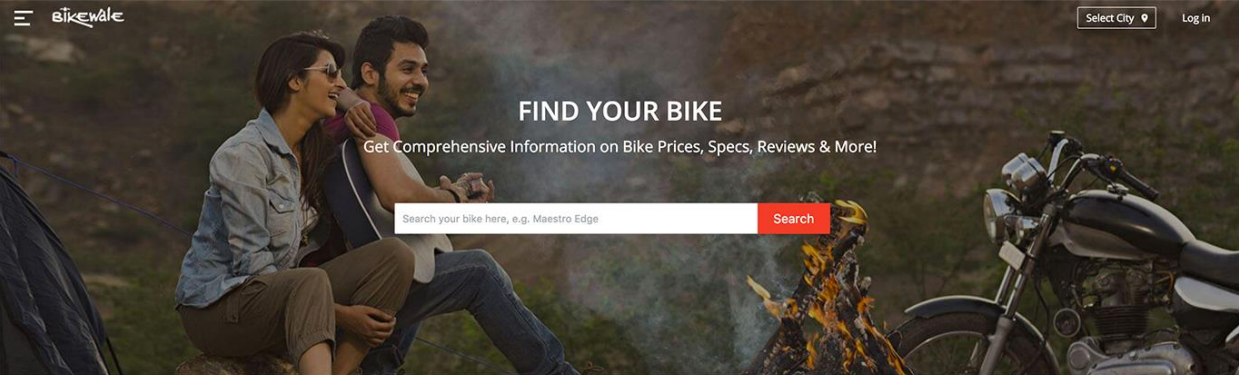 BikeWale
Select City
Log in
FIND YOUR BIKE
Get Comprehensive Information on Bike Prices, Specs, Reviews & More!
Search your bike here, e.g. Maestro Edge
Search